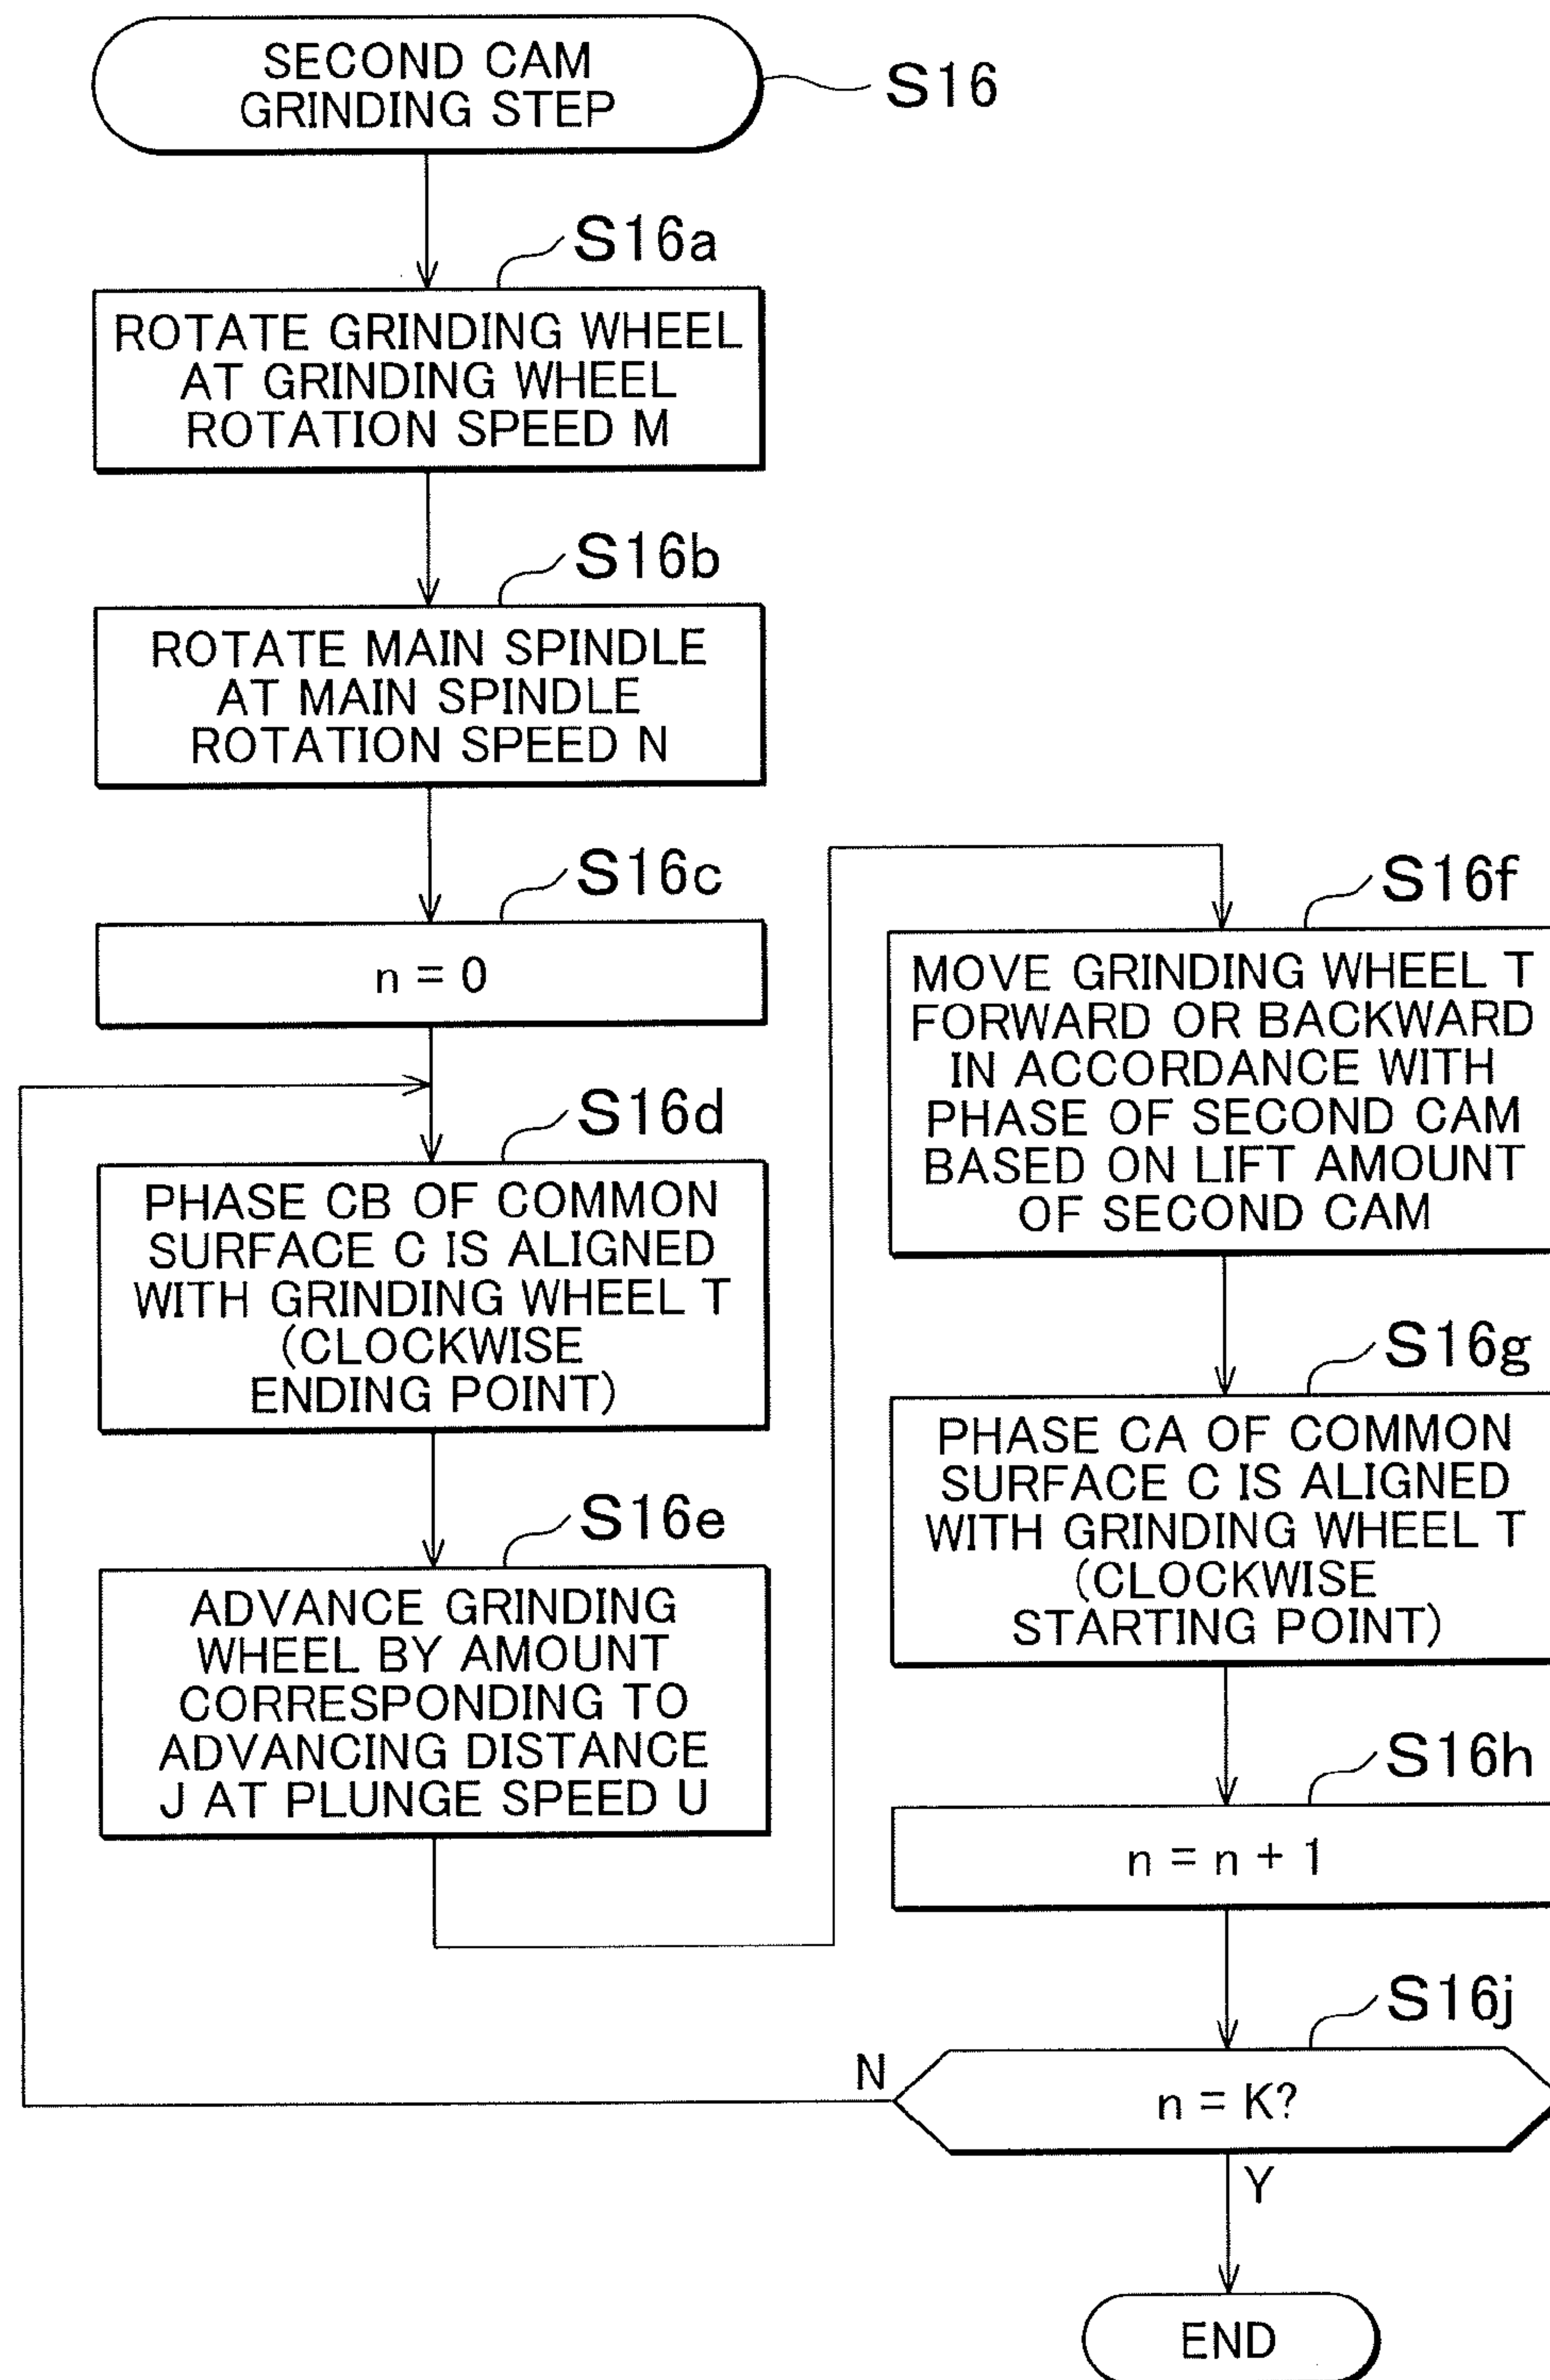 SECOND CAM
GRINDING STEP
S16
S16a
ROTATE GRINDING WHEEL
AT GRINDING WHEEL
ROTATION SPEED M
S16b
ROTATE MAIN SPINDLE
AT MAIN SPINDLE
ROTATION SPEED N
S16c
n = 0
S16d
PHASE CB OF COMMON
SURFACE C IS ALIGNED
WITH GRINDING WHEEL T
(CLOCKWISE
ENDING POINT)
S16e
ADVANCE GRINDING
WHEEL BY AMOUNT
CORRESPONDING TO
ADVANCING DISTANCE
J AT PLUNGE SPEED U
S16f
MOVE GRINDING WHEEL T
FORWARD OR BACKWARD
IN ACCORDANCE WITH
PHASE OF SECOND CAM
BASED ON LIFT AMOUNT
OF SECOND CAM
S16g
PHASE CA OF COMMON
SURFACE C IS ALIGNED
WITH GRINDING WHEEL T
(CLOCKWISE
STARTING POINT)
S16h
n = n + 1
S16j
N
n = K?
Y
END